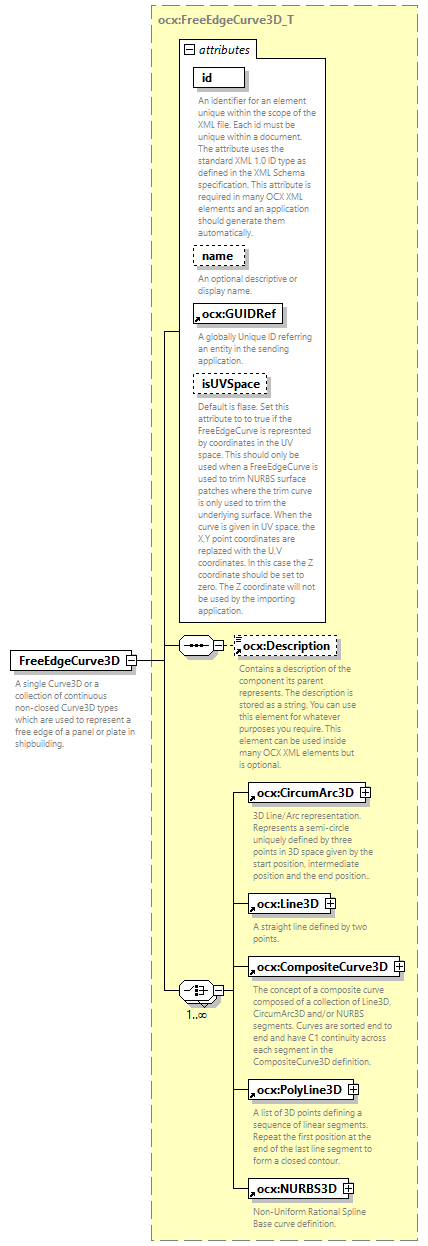 ocx:FreeEdgeCurve3D_T
attributes
id
An identifier for an element
unique within the scope of the
XML file. Each id must be
unique within a document.
The attribute uses the
standard XML 1.0 ID type as
defined in the XML Schema
specification. This attribute is
required in many OCX XML
elements and an application
should generate them
automatically.
name
An optional descriptive or
display name.
ocx:GUIDRef
A globally Unique ID referring
an entity in the sending
application.
isUVSpace
Default is flase. Set this
attribute to to true if the
FreeEdgeCurve is represnted
by coordinates in the UV
space. This should only be
used when a FreeEdgeCurve is
used to trim NURBS surface
patches where the trim curve
is only used to trim the
underlying surface. When the
curve is given in UV space, the
X,Y point coordinates are
replazed with the U,V
coordinates. In this case the Z
coordinate should be set to
zero. The Z coordinate will not
be used by the importing
application.
FreeEdgeCurve3D
A single Curve3D or a
collection of continuous
non-closed Curve3D types
which are used to represent a
free edge of a panel or plate in
shipbuilding.
ocx:Description
Contains a description of the
component its parent
represents. The description is
stored as a string. You can use
this element for whatever
purposes you require. This
element can be used inside
many OCX XML elements but
is optional.
ocx:CircumArc3D
3D Line/Arc representation.
Represents a semi-circle
uniquely defined by three
points in 3D space given by the
start position, intermediate
position and the end position..
ocx:Line3D
A straight line defined by two
points.
1..∞
ocx:CompositeCurve3D
The concept of a composite curve
composed of a collection of Line3D,
CircumArc3D and/or NURBS
segments. Curves are sorted end to
end and have C1 continuity across
each segment in the
CompositeCurve3D definition.
ocx:PolyLine3D
A list of 3D points defining a
sequence of linear segments.
Repeat the first position at the
end of the last line segment to
form a closed contour.
ocx:NURBS3D
Non-Uniform Rational Spline
Base curve definition.